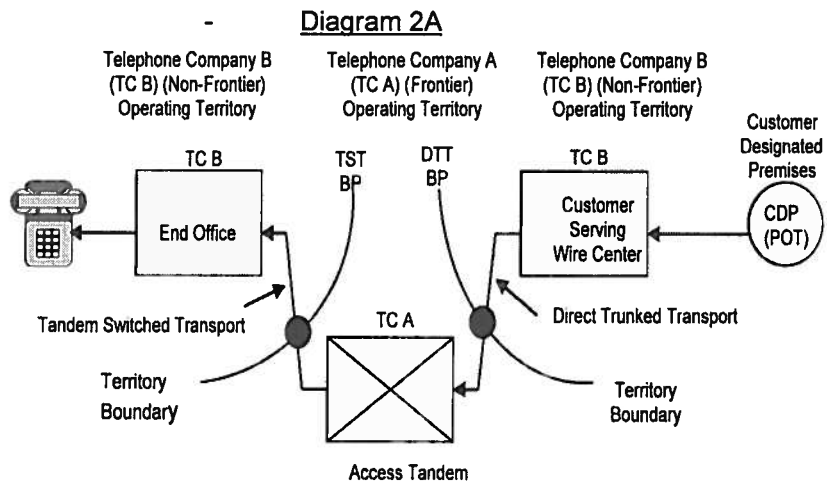 - Diagram 2A
Telephone Company B
(TC B) (Non-Frontier)
Operating Territory
Telephone Company A
(TC A) (Frontier)
Operating Territory
Telephone Company B
(TC B) (Non-Frontier)
Operating Territory
Customer
Designated
Premises
TC B
TST
BP
DTT
BP
TC B
End Office
Customer
Serving
Wire Center
CDP
(POT)
Tandem Switched Transport
TC A
Direct Trunked Transport
Territory
Boundary
Territory
Boundary
Access Tandem